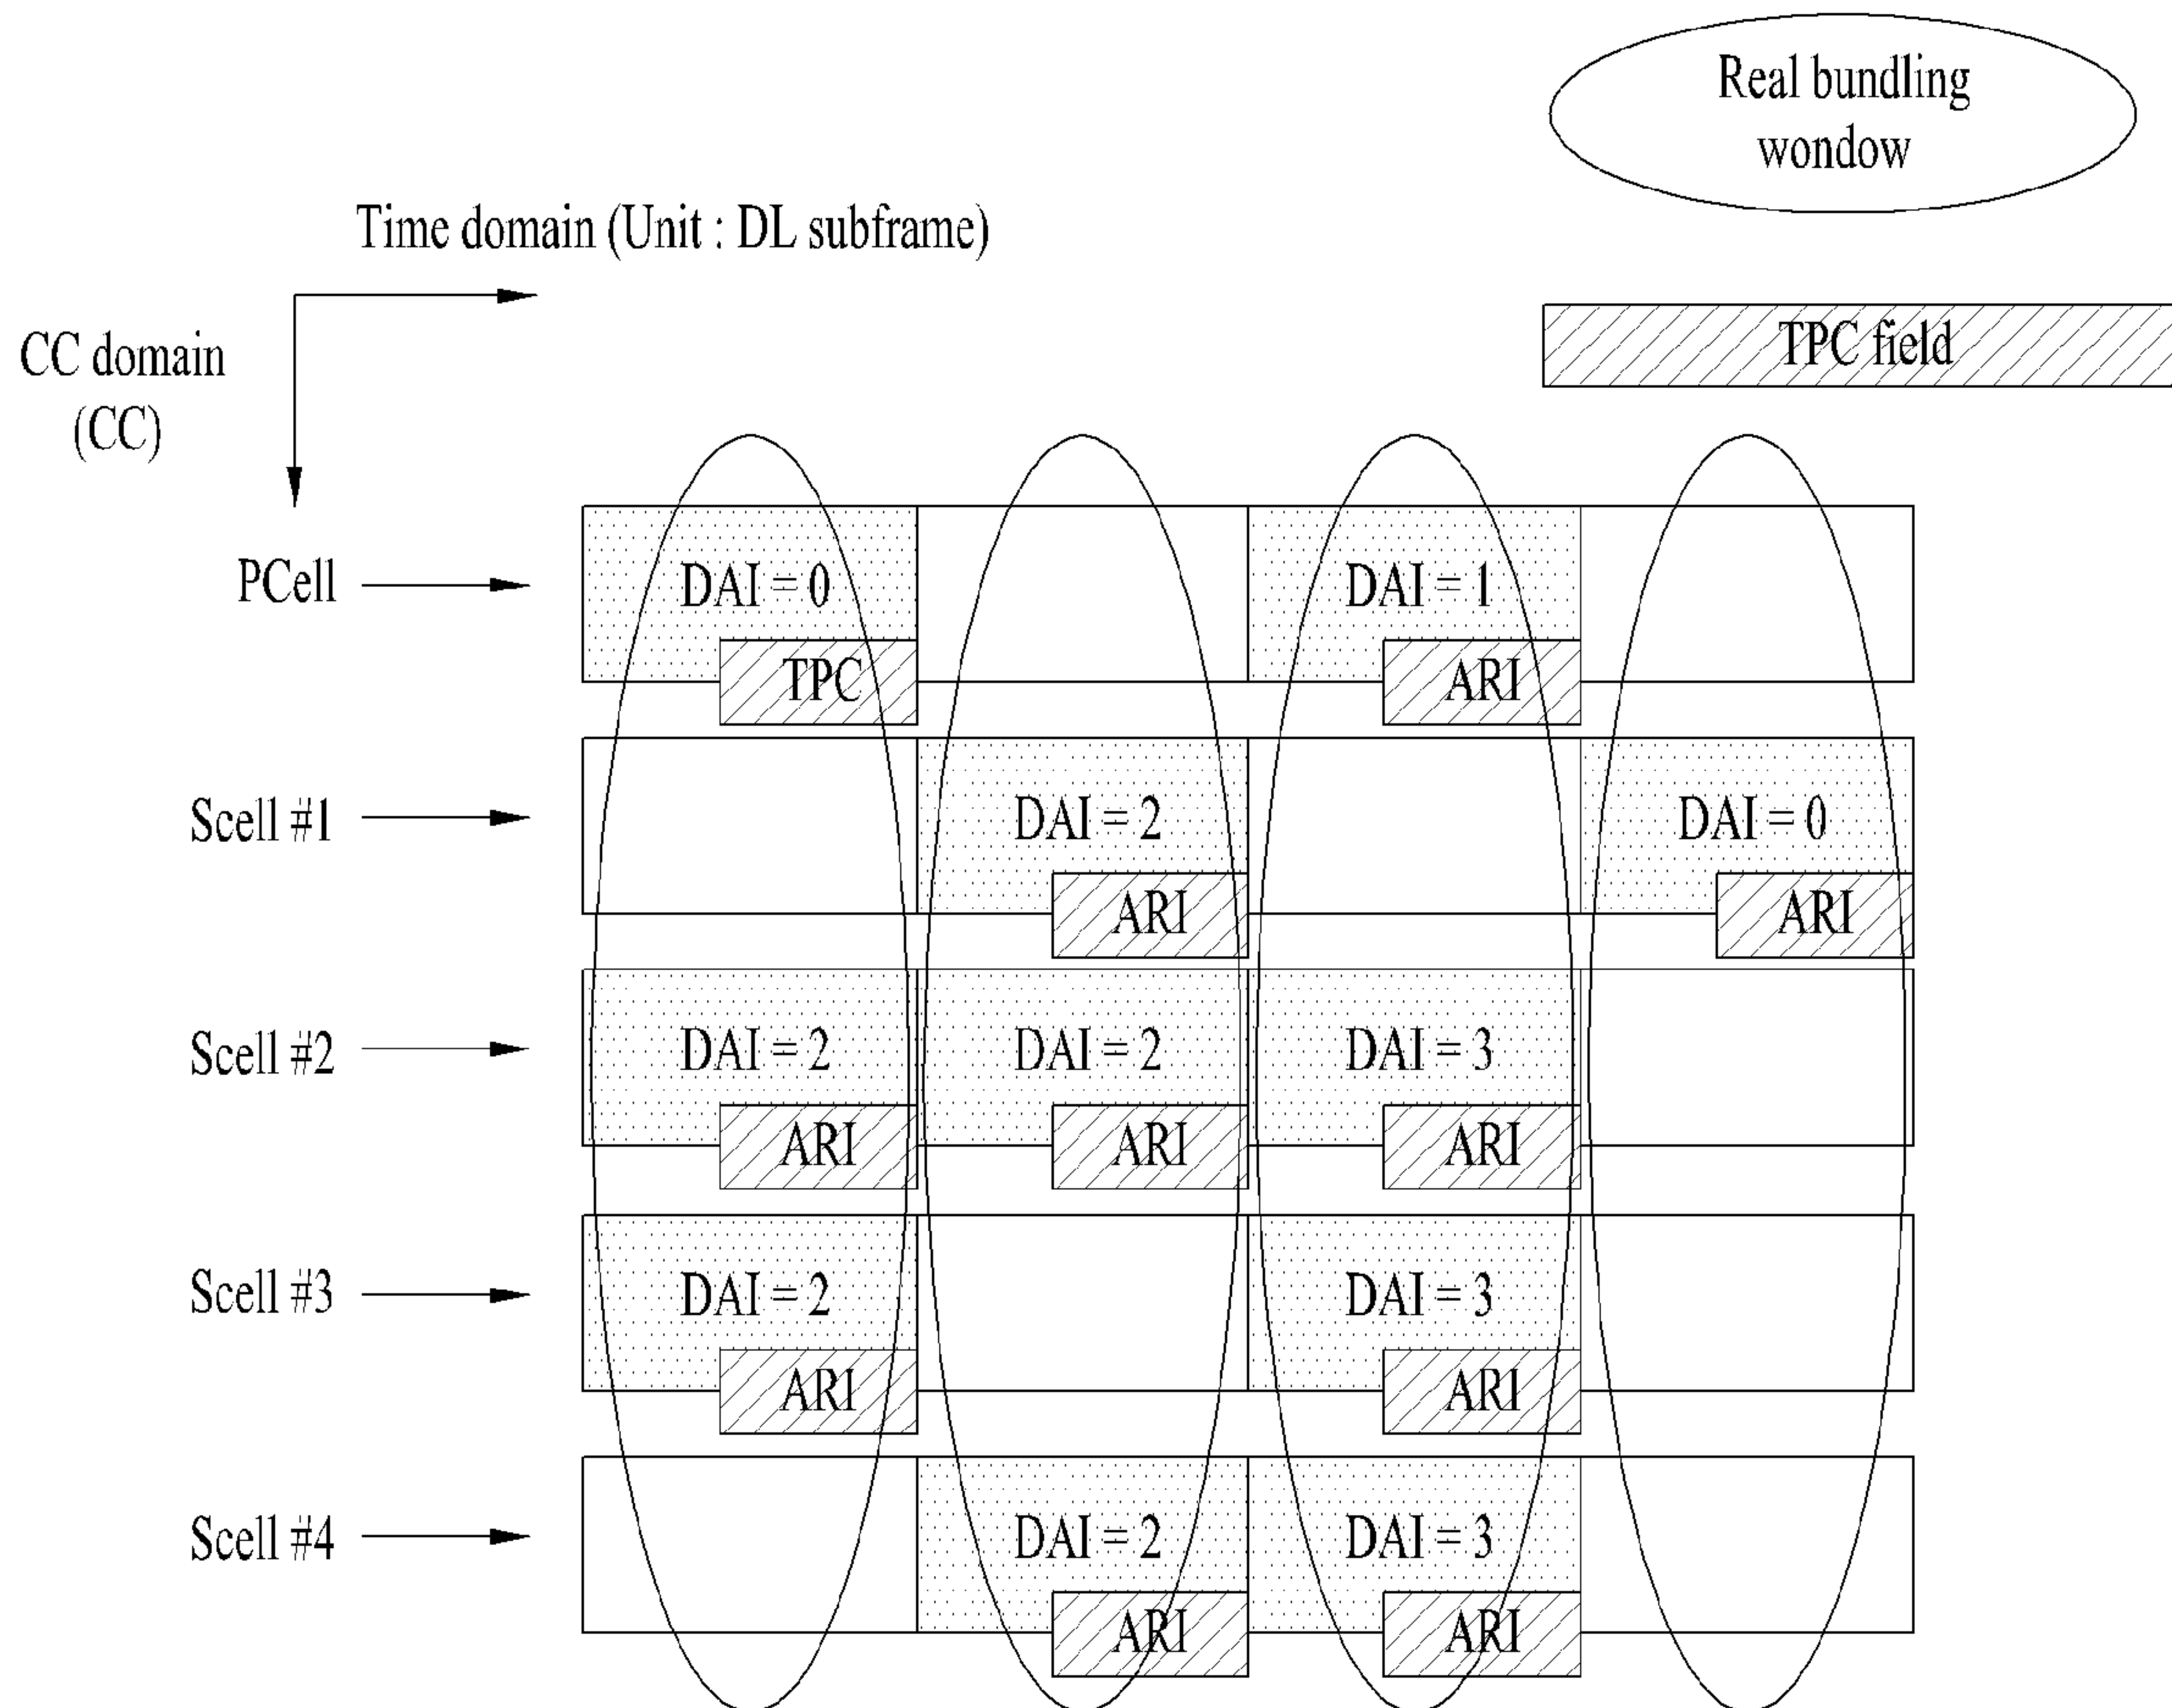 Real bundling
wondow
Time domain (Unit : DL subframe)
TPC field
CC domain
(CC)
PCell
DAI = 0
DAI = 1
TPC
ARI
Scell #1
DAI = 2
DAI = 0
ARI
ARI
Scell #2
DAI = 2
DAI = 2
DAI = 3
ARI
ARI
ARI
Scell #3
DAI = 2
DAI = 3
ARI
ARI
Scell #4
DAI = 2
DAI = 3
ARI
ARI